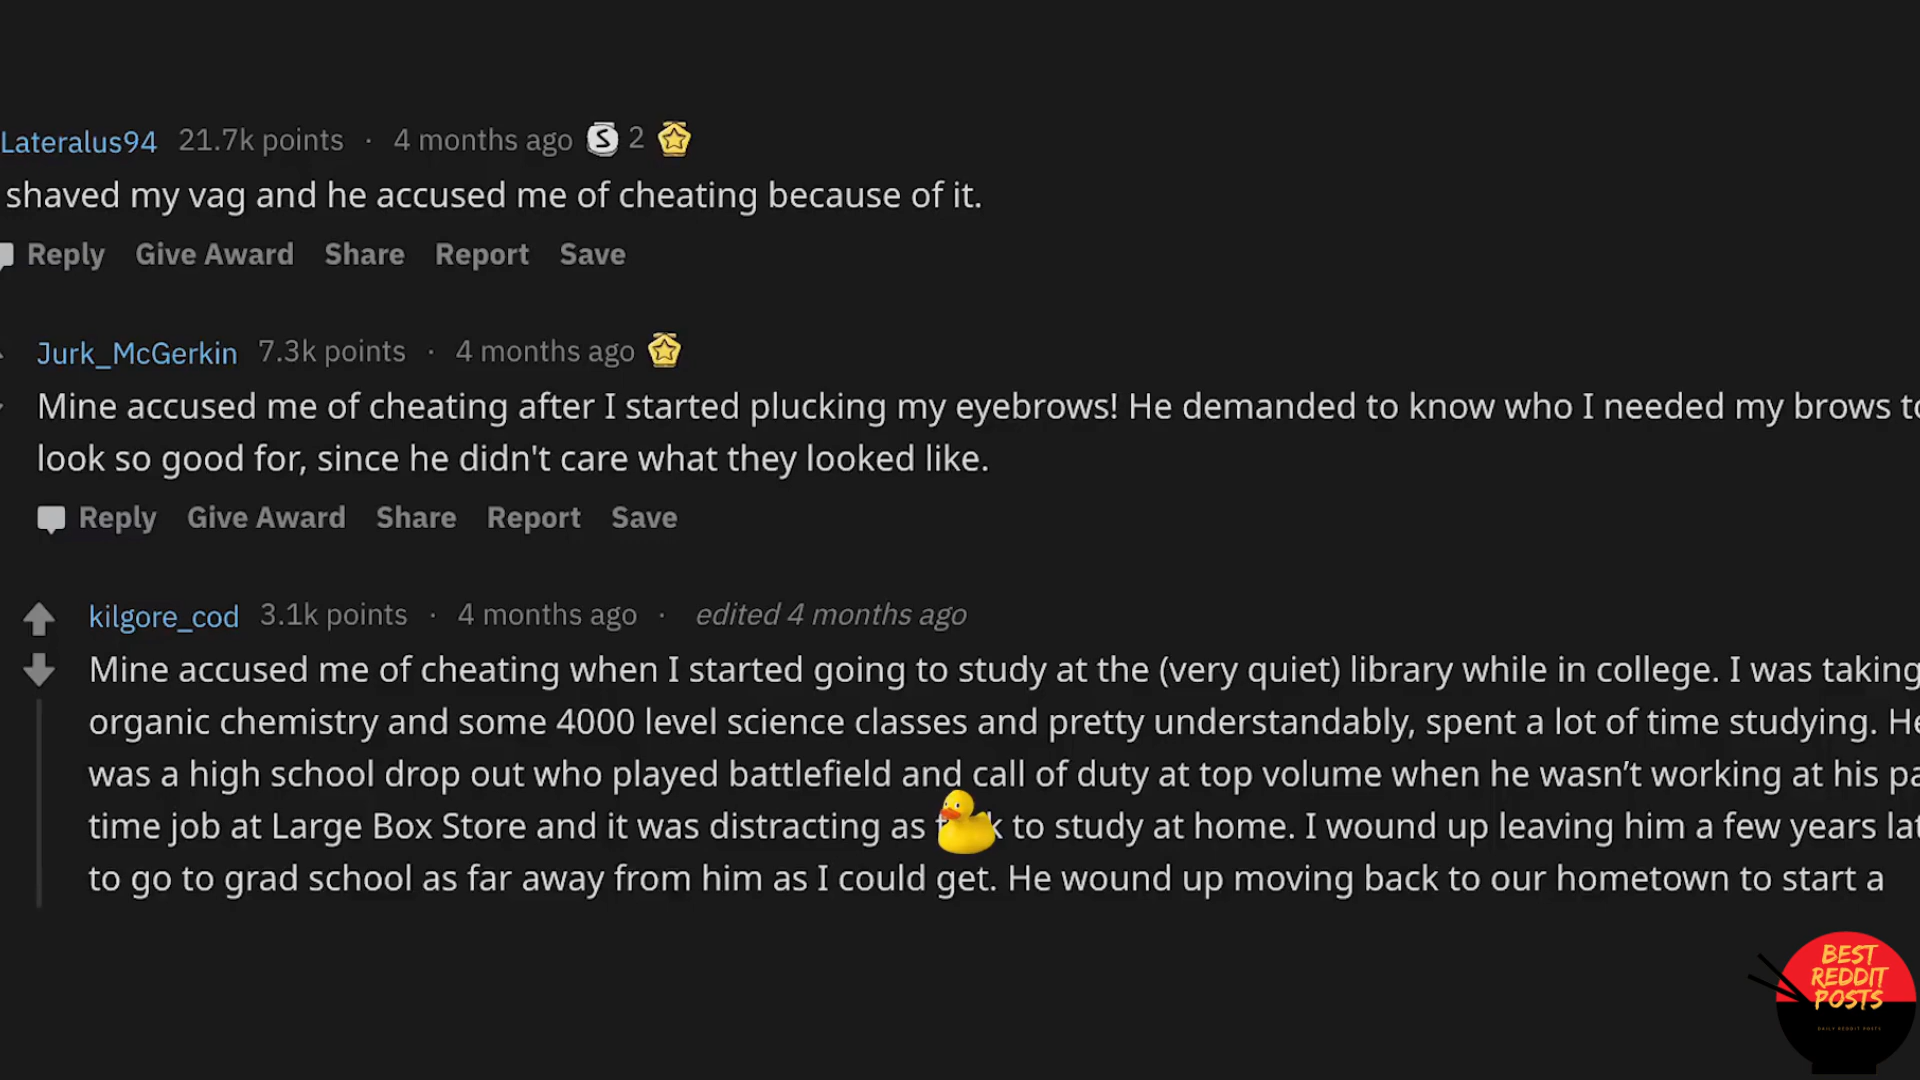 Lateralus94 21.7k points · 4 months ago S 2
shaved my vag and he accused me of cheating because of it.
Reply Give Award Share Report Save
Jurk_McGerkin 7.3k points · 4 months ago
Mine accused me of cheating after I started plucking my eyebrows! He demanded to know who I needed my brows to
look so good for, since he didn't care what they looked like.
Reply Give Award Share Report Save
kilgore_cod 3.1k points · 4 months ago · edited 4 months ago
Mine accused me of cheating when I started going to study at the (very quiet) library while in college. I was taking
organic chemistry and some 4000 level science classes and pretty understandably, spent a lot of time studying. He
was a high school drop out who played battlefield and call of duty at top volume when he wasn’t working at his pa
time job at Large Box Store and it was distracting as to study at home. I wound up leaving him a few years lat
to go to grad school as far away from him as I could get. He wound up moving back to our hometown to start a
BEST
REDDIT
POSTS
DAILY REDDIT POSTS